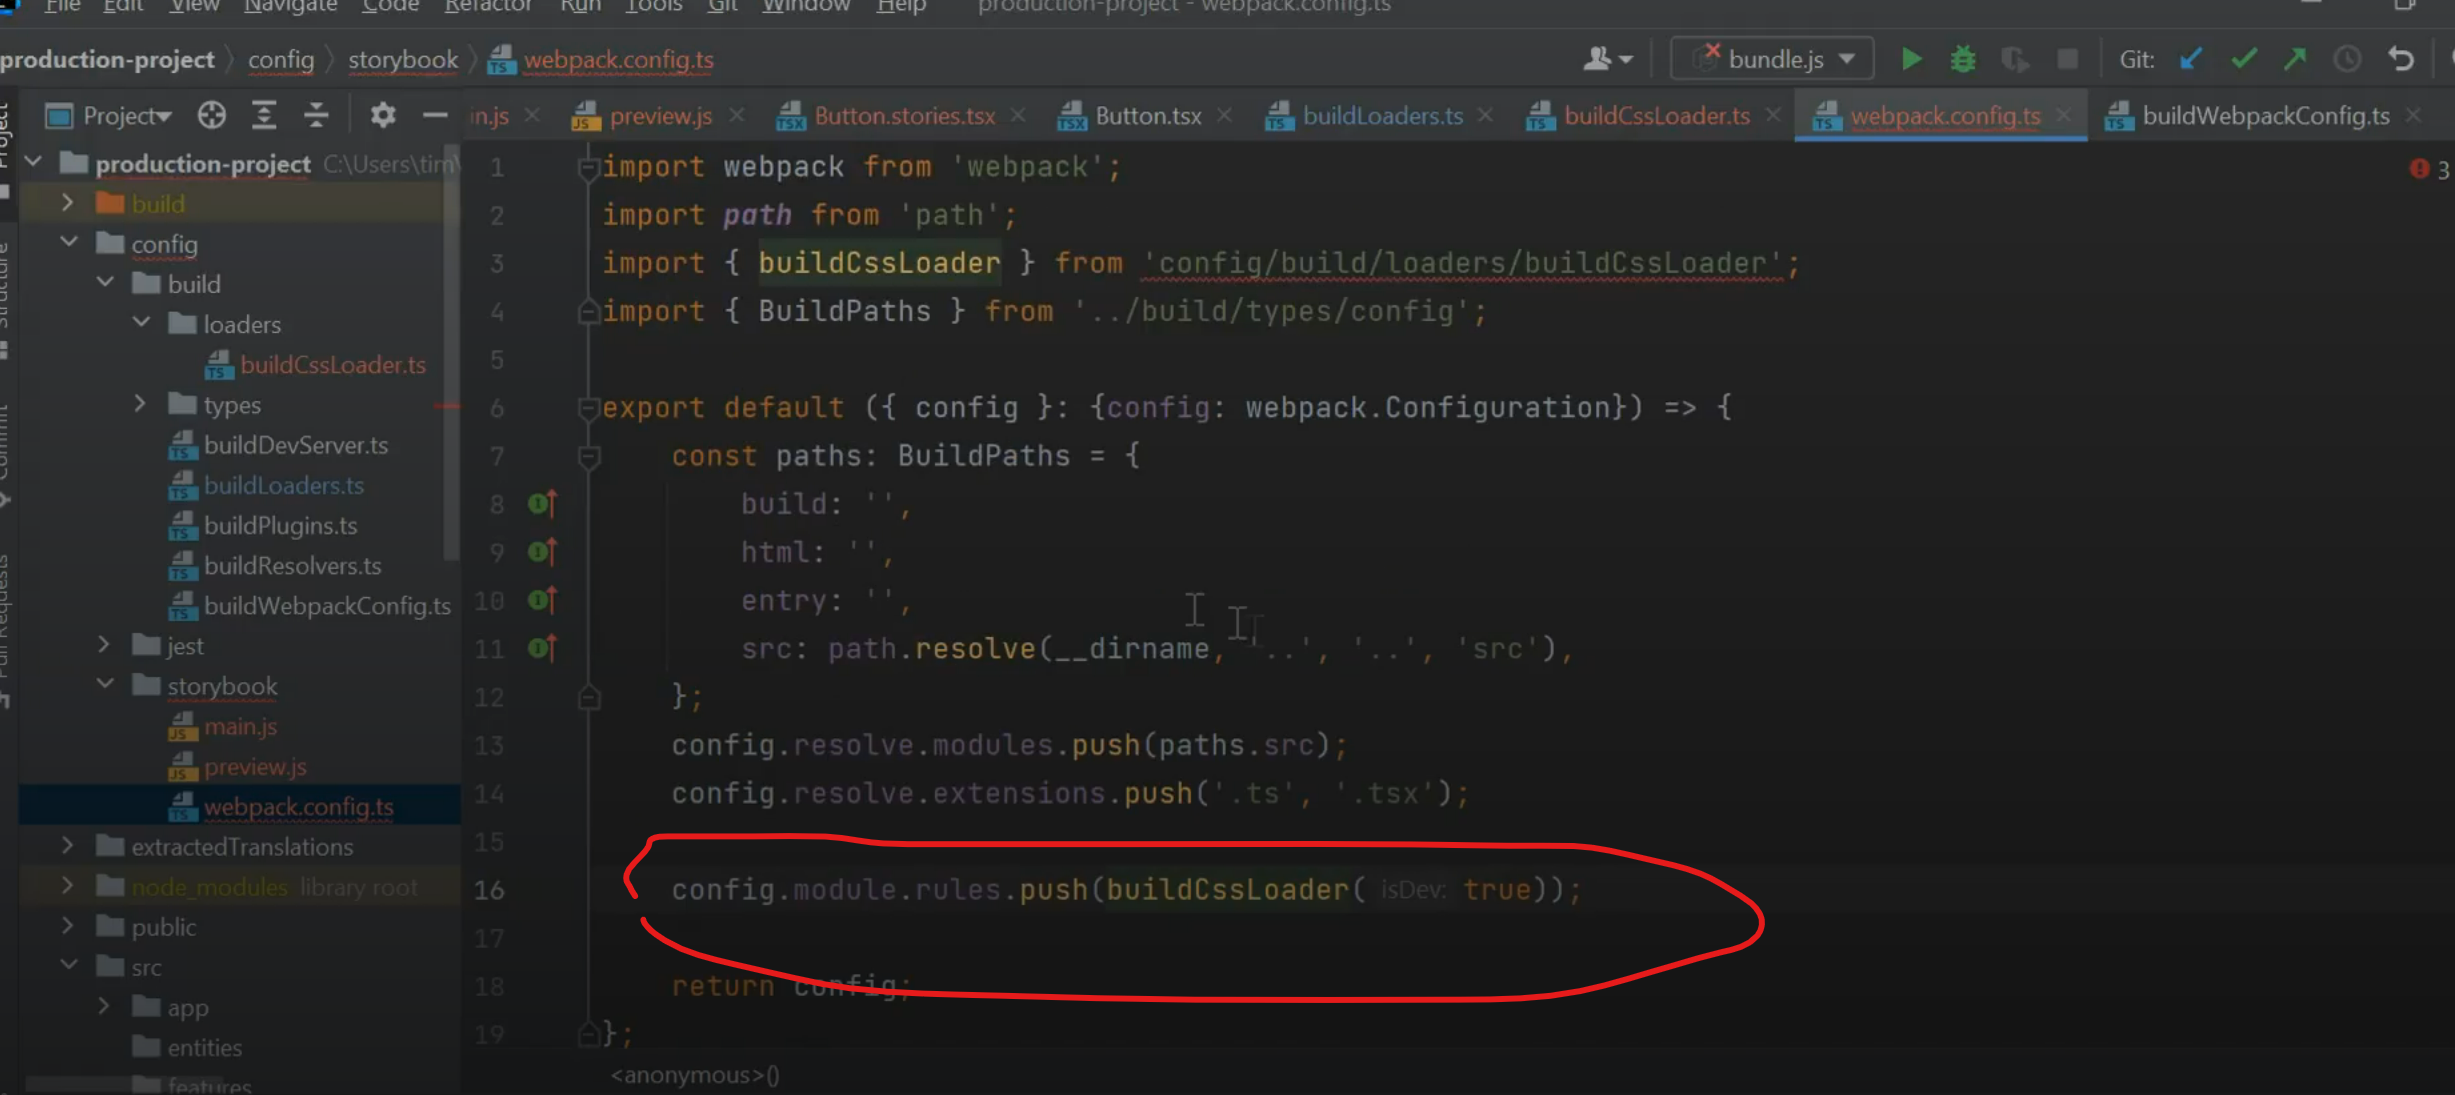 File Edit View Navigate Code Refactor Run Tools Git Window Help production-project - webpack.config.ts
production-project config storybook webpack.config.ts bundle.js Git:
Project in.js preview.js Button.stories.tsx Button.tsx buildLoaders.ts buildCssLoader.ts webpack.config.ts buildWebpackConfig.ts
Project
Structure
Commit
Pull Requests
production-project C:\Users\tim\
build
config
build
loaders
buildCssLoader.ts
types
buildDevServer.ts
buildLoaders.ts
buildPlugins.ts
buildResolvers.ts
buildWebpackConfig.ts
jest
storybook
main.js
preview.js
webpack.config.ts
extractedTranslations
node_modules library root
public
src
app
entities
features
1 import webpack from 'webpack'; 3
2 import path from 'path';
3 import { buildCssLoader } from 'config/build/loaders/buildCssLoader';
4 import { BuildPaths } from '../build/types/config';
5
6 export default ({ config }: {config: webpack.Configuration}) => {
7 const paths: BuildPaths = {
8 build: '',
9 html: '',
10 entry: '',
11 src: path.resolve(__dirname, '..', '..', 'src'),
12 };
13 config.resolve.modules.push(paths.src);
14 config.resolve.extensions.push('.ts', '.tsx');
15
16 config.module.rules.push(buildCssLoader( isDev: true));
17
18 return config;
19 };
<anonymous>()